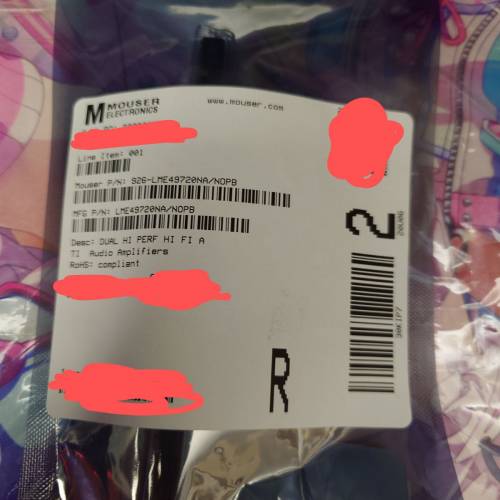 M MOUSER
ELECTRONICS
www.mouser.com
Line Item: 001
Mouser P/N: 926-LME49720NA/NOPB
MFG P/N: LME49720NA/NOPB
Desc: DUAL HI PERF HI FI A
TI Audio Amplifiers
RoHS: compliant
2
R